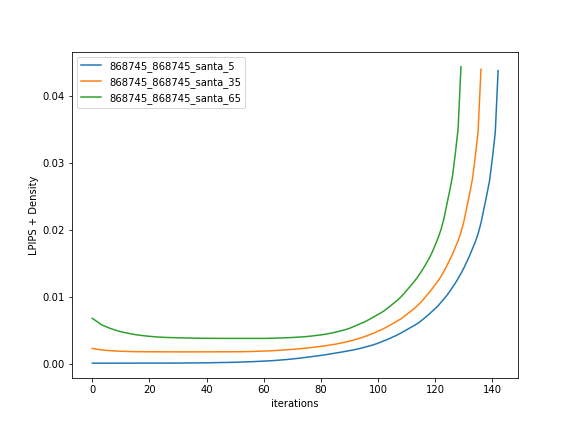 868745_868745_santa_5
868745_868745_santa_35
868745_868745_santa_65
0.04
0.03
0.02
0.01
0.00
LPIPS + Density
0 20 40 60 80 100 120 140
iterations